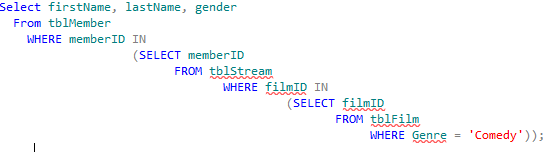 Select firstName, lastName, gender
From tblMember
WHERE memberID IN
(SELECT memberID
FROM tblStream
WHERE filmID IN
(SELECT filmID
FROM tblFilm
WHERE Genre = 'Comedy'));